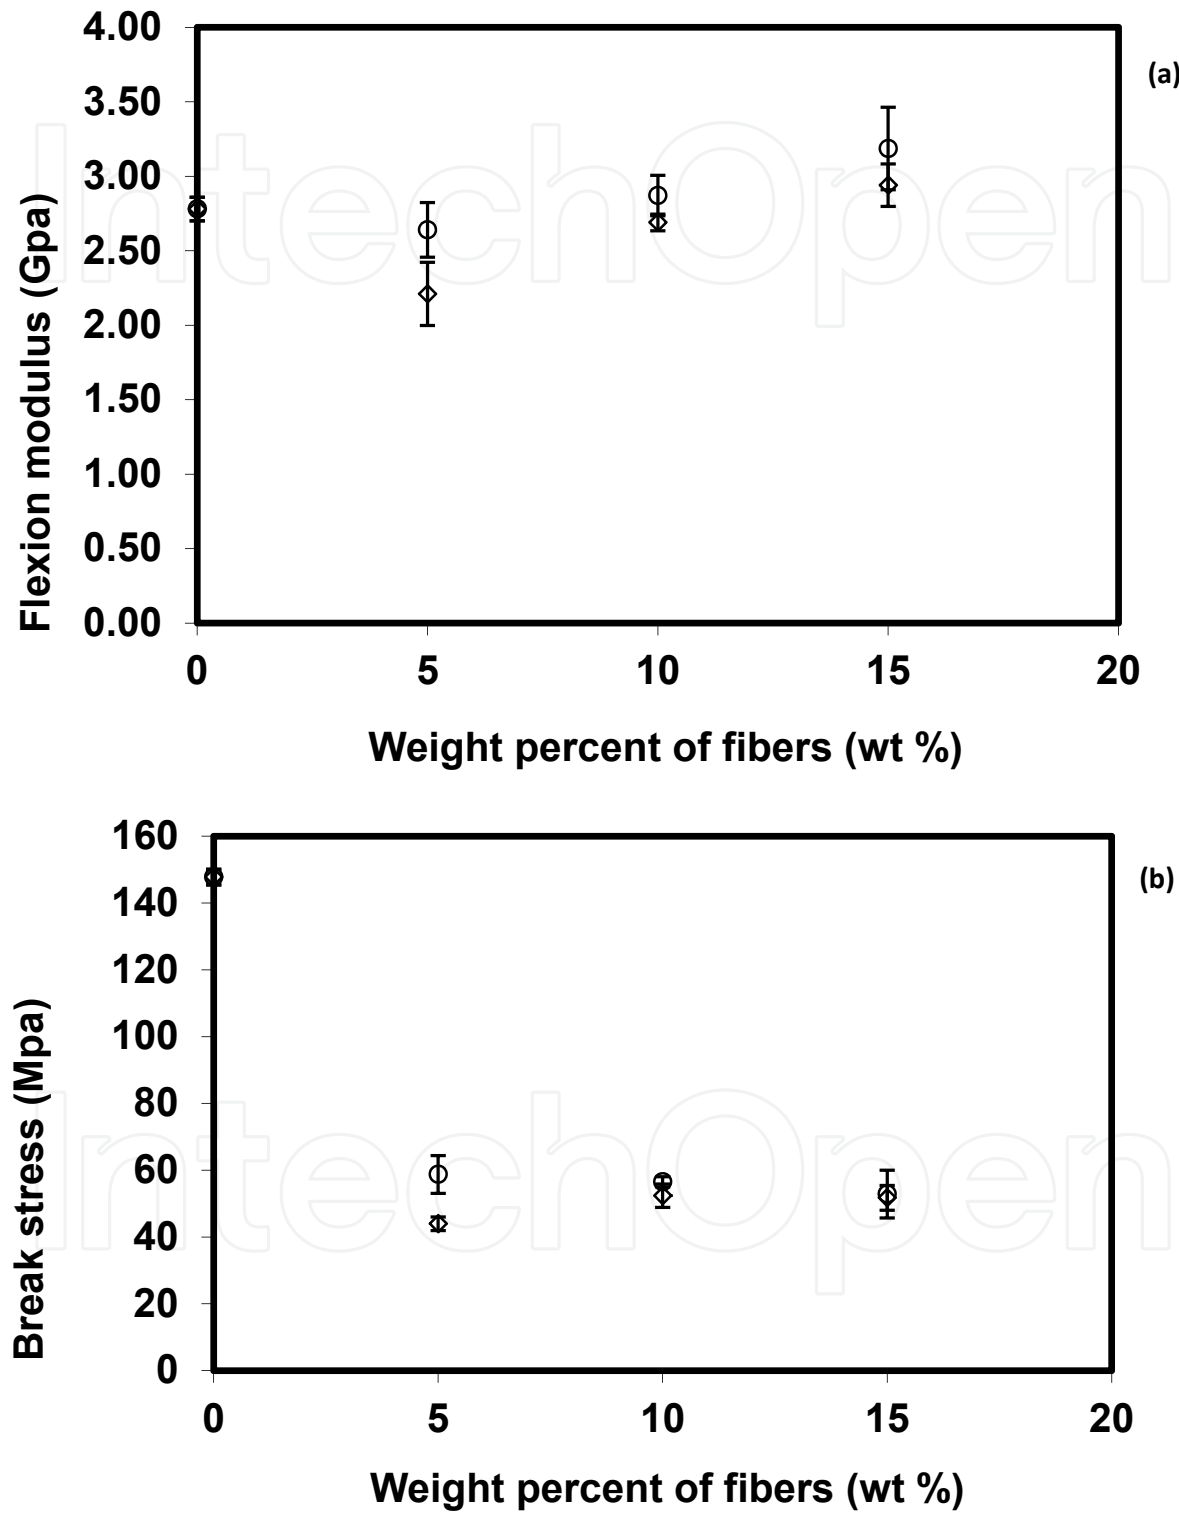 4.00
(a)
3.50
3.00
2.50
2.00
1.50
1.00
0.50
0.00
Flexion modulus (Gpa)
0 5 10 15 20
Weight percent of fibers (wt %)
IntechOpen
160
(b)
140
120
100
80
60
40
20
0
Break stress (Mpa)
0 5 10 15 20
Weight percent of fibers (wt %)
IntechOpen